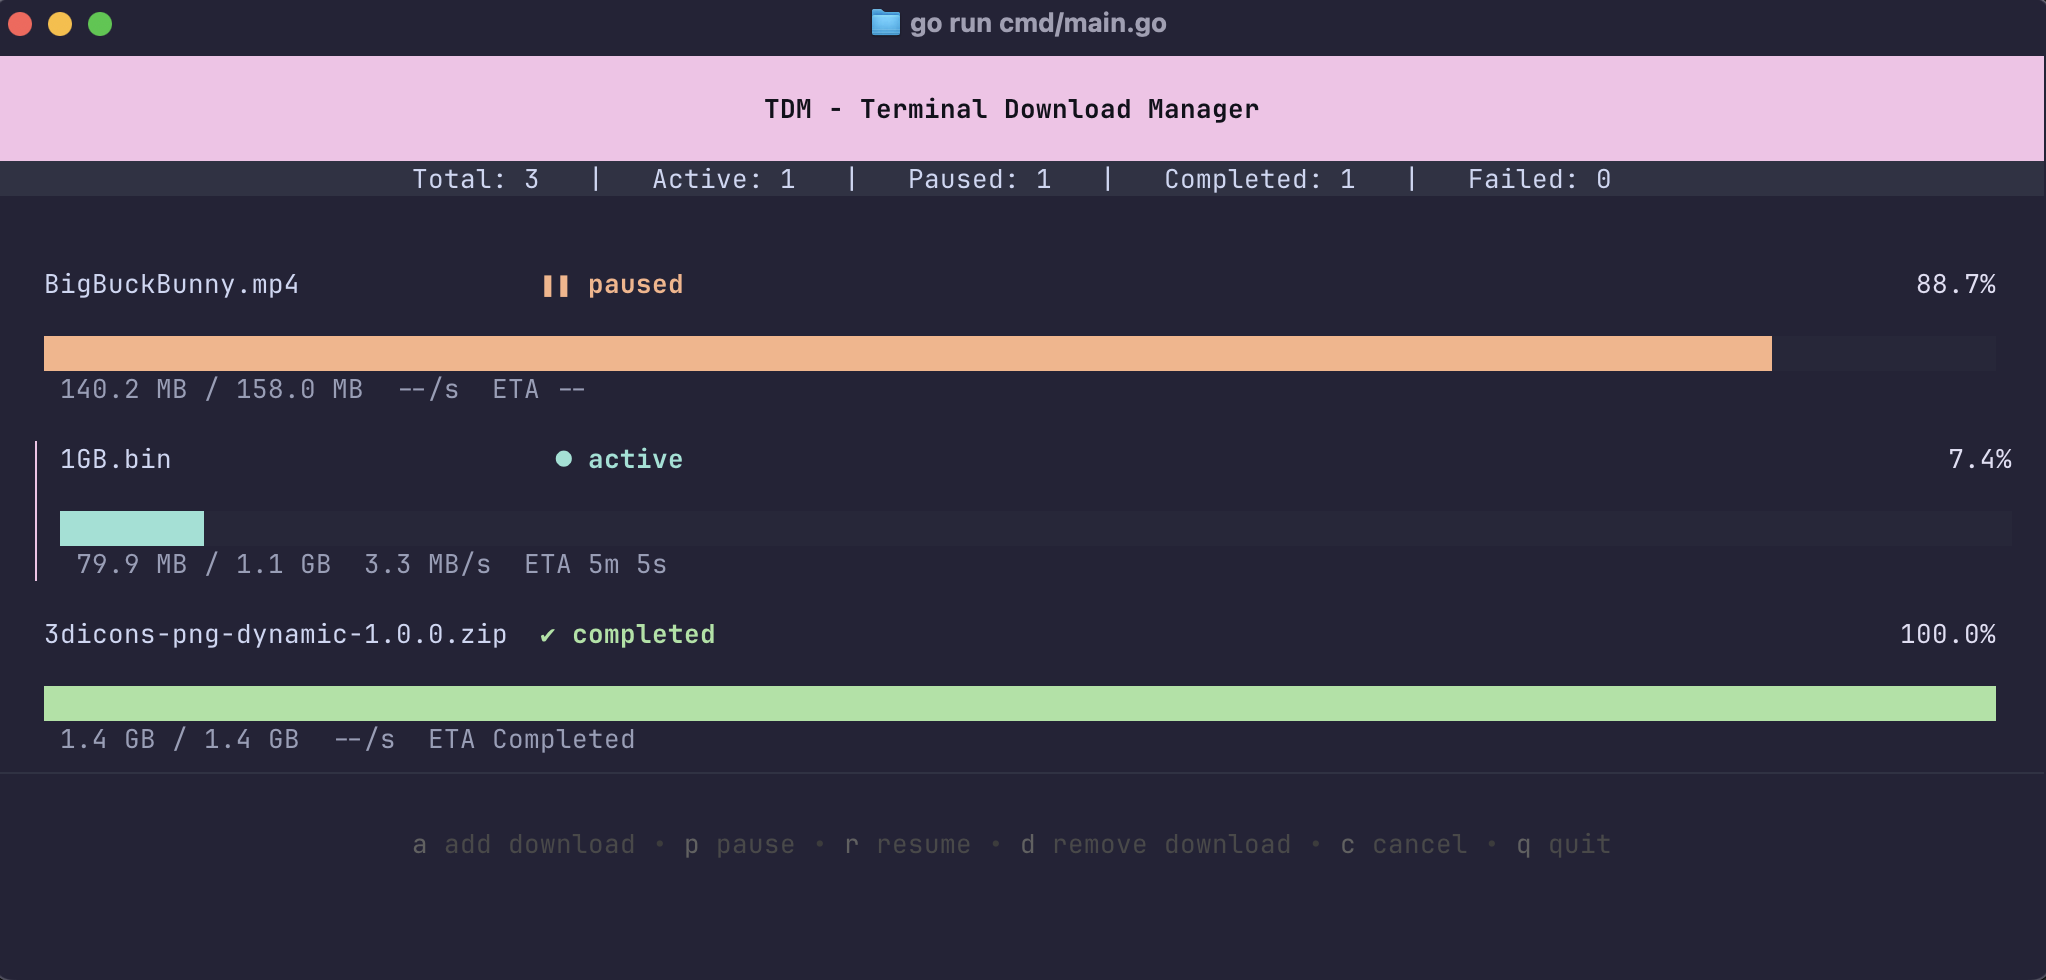 go run cmd/main.go
TDM - Terminal Download Manager
Total: 3 | Active: 1 | Paused: 1 | Completed: 1 | Failed: 0
BigBuckBunny.mp4 ❚❚ paused 88.7%
140.2 MB / 158.0 MB --/s ETA --
1GB.bin ● active 7.4%
79.9 MB / 1.1 GB 3.3 MB/s ETA 5m 5s
3dicons-png-dynamic-1.0.0.zip ✔ completed 100.0%
1.4 GB / 1.4 GB --/s ETA Completed
a add download • p pause • r resume • d remove download • c cancel • q quit